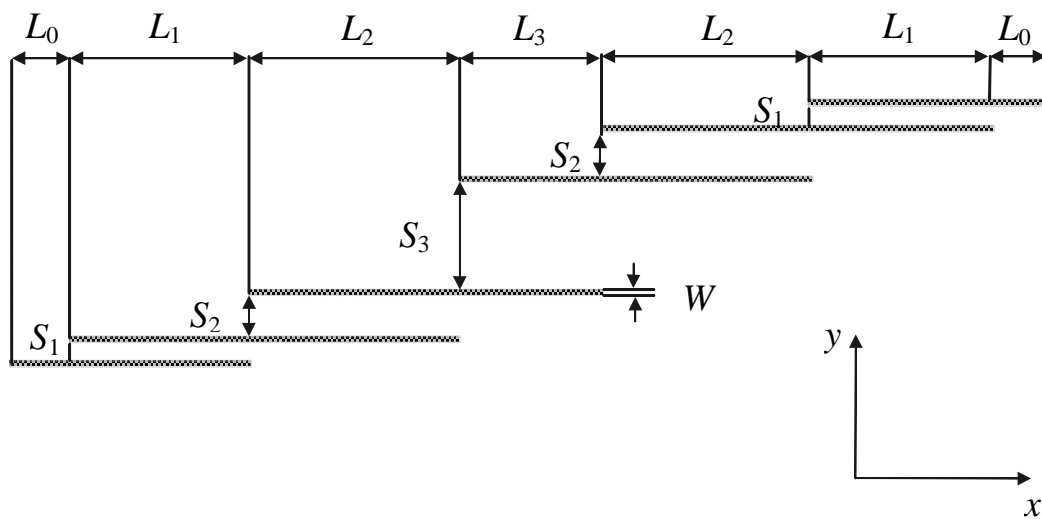 L₀ L₁ L₂ L₃ L₂ L₁ L₀
S₁
S₂
S₃
S₂ W
S₁ y
x